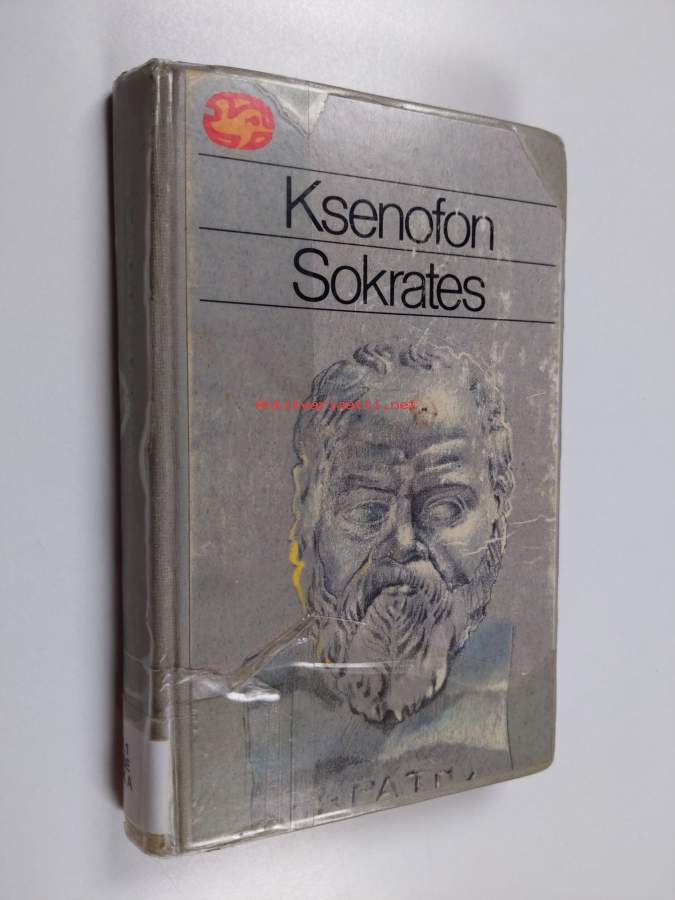 Ksenofon
Sokrates
Antikvariaatti.net